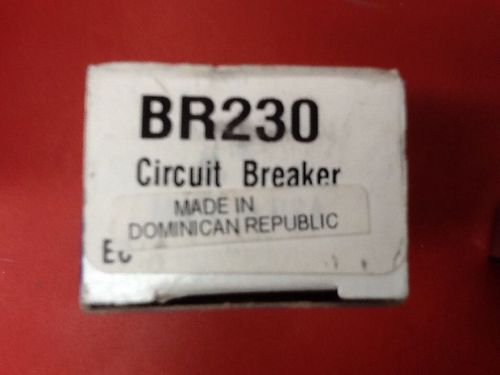 BR230
Circuit Breaker
MADE IN
DOMINICAN REPUBLIC